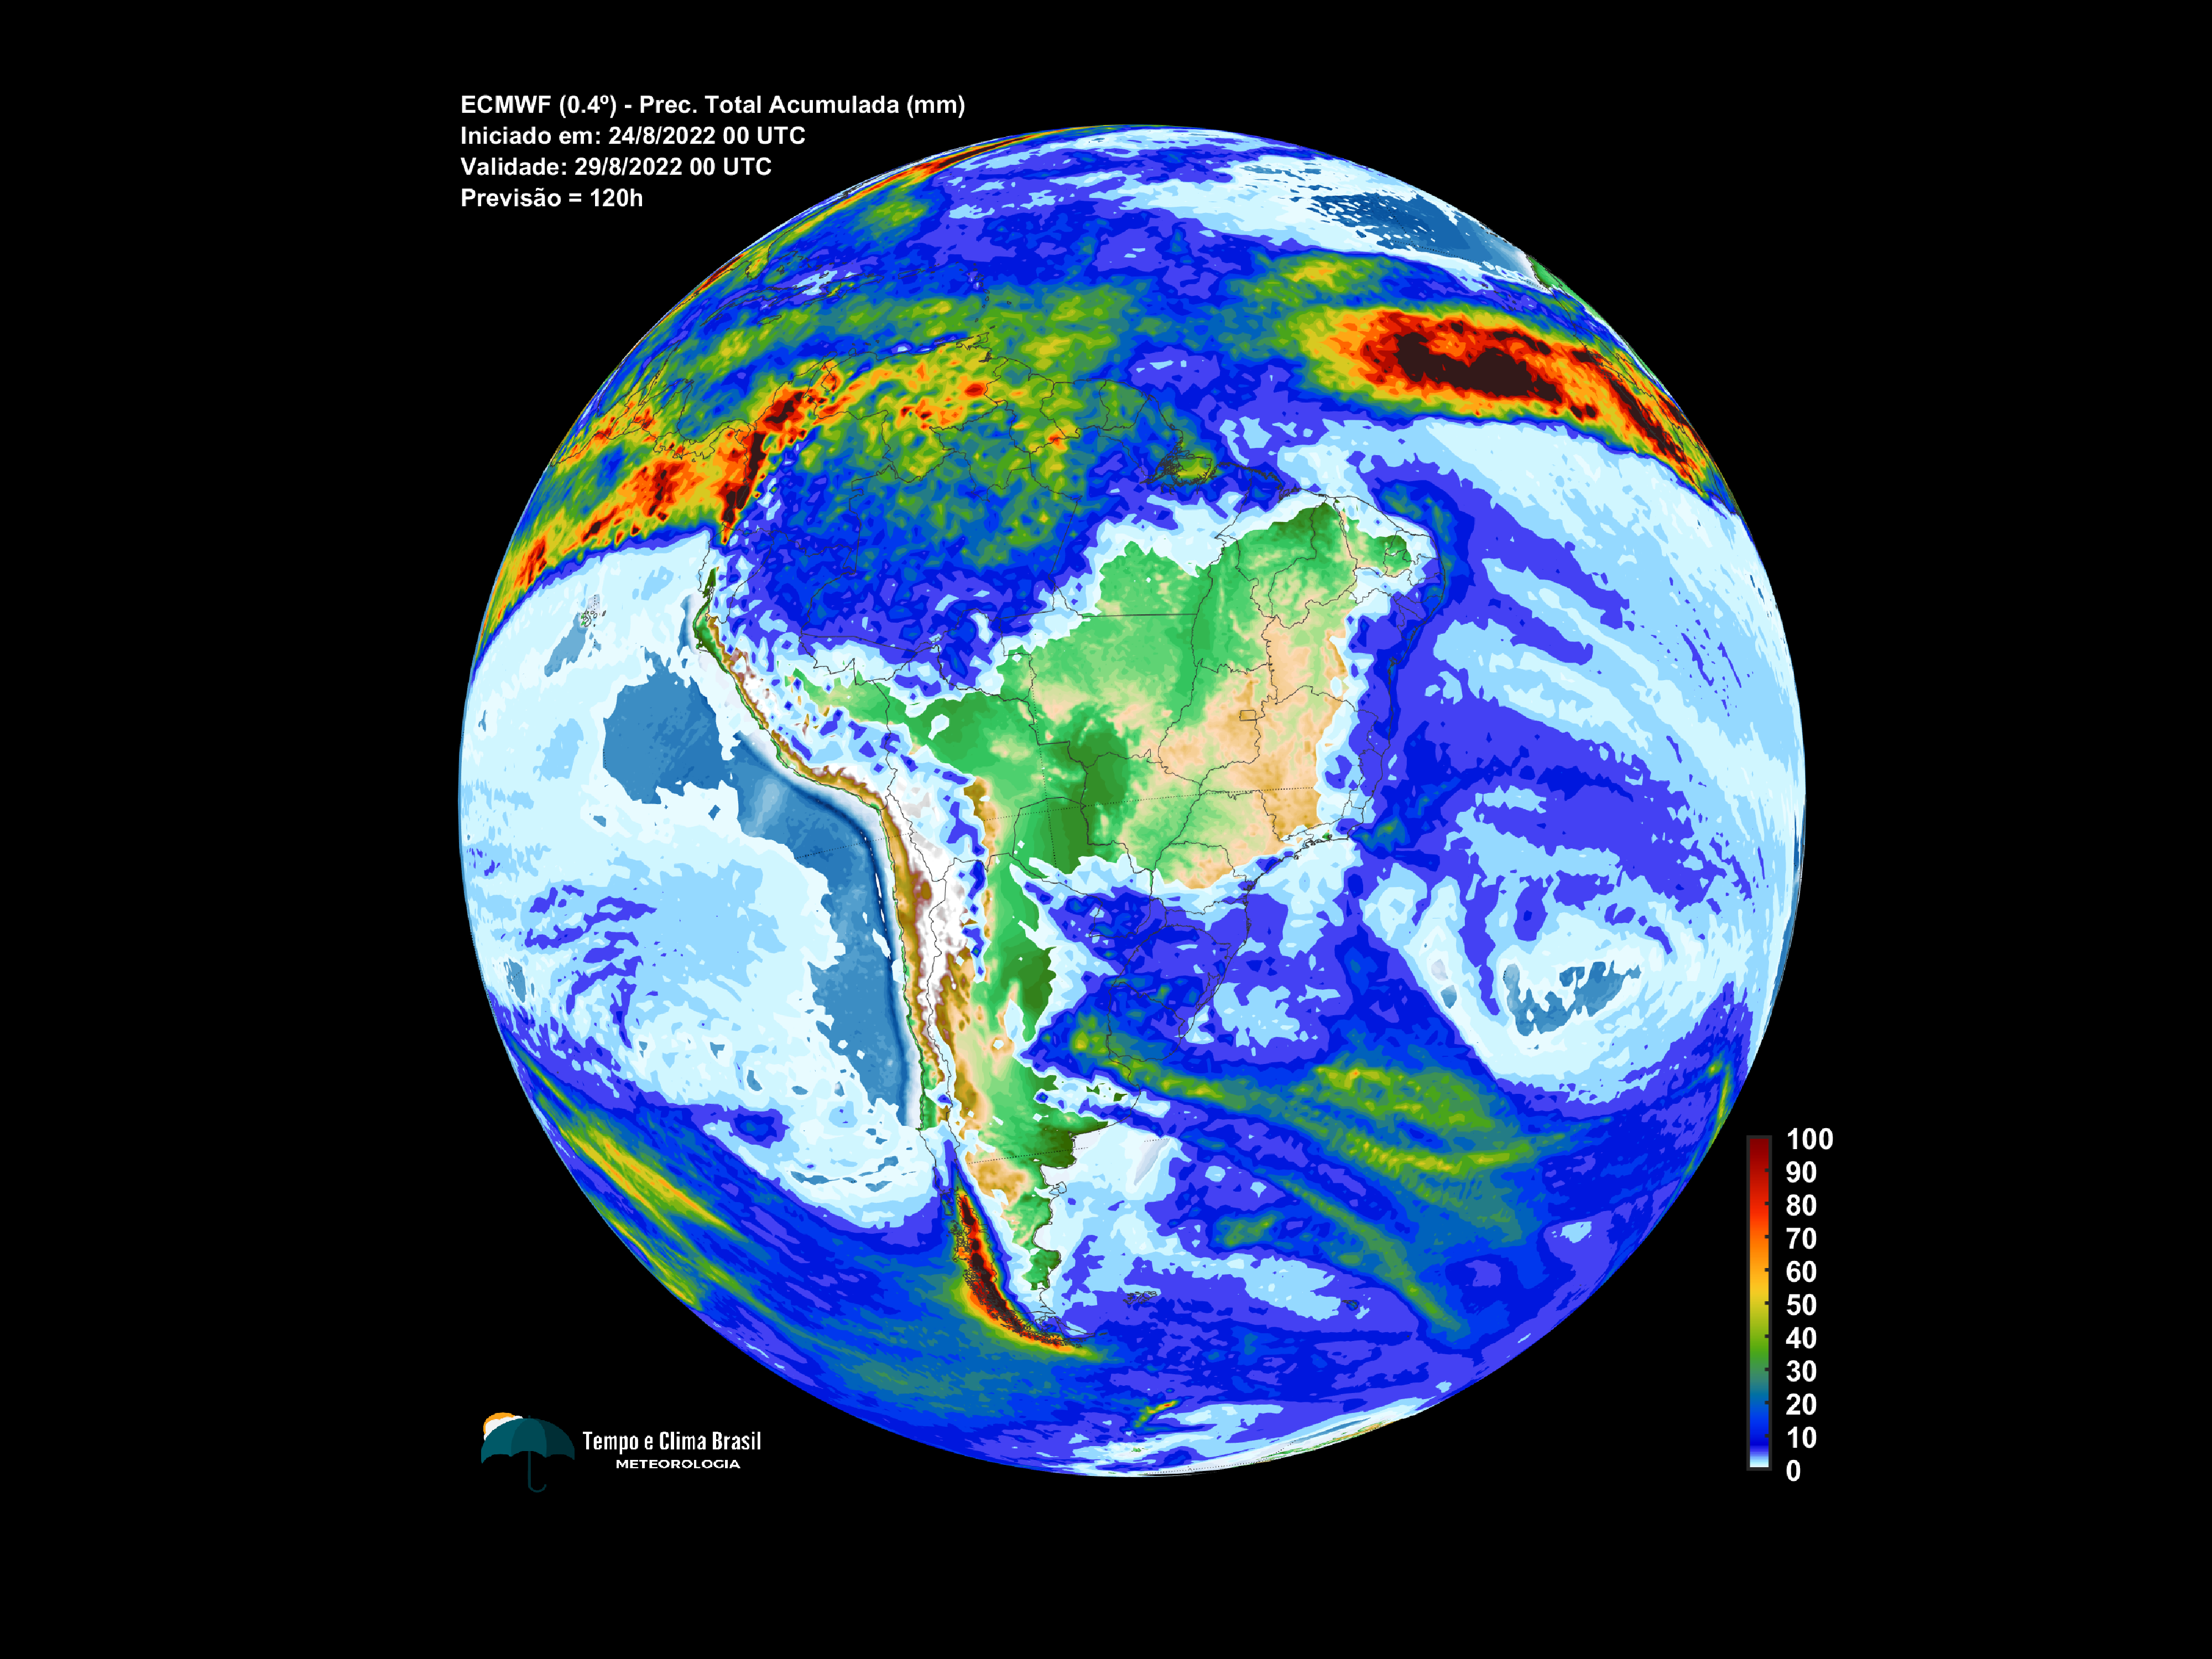 ECMWF (0.4º) - Prec. Total Acumulada (mm)
Iniciado em: 24/8/2022 00 UTC
Validade: 29/8/2022 00 UTC
Previsão = 120h
100
90
80
70
60
50
40
30
20
10
0
Tempo e Clima Brasil
METEOROLOGIA